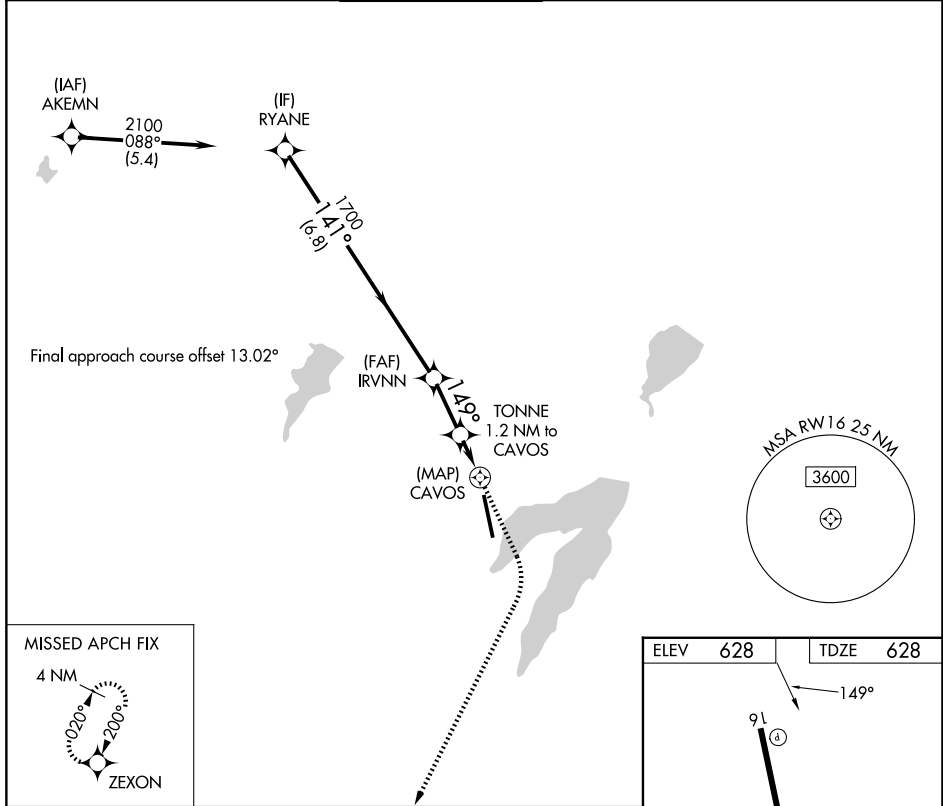 (IAF)
AKEMN
2100
088°
(5.4)
(IF)
RYANE
1700
141°
(6.8)
Final approach course offset 13.02°
(FAF)
IRVNN
149°
TONNE
1.2 NM to
CAVOS
(MAP)
CAVOS
MSA RW16 25 NM
3600
MISSED APCH FIX
4 NM
020°
200°
ZEXON
ELEV 628
TDZE 628
149°
16
P